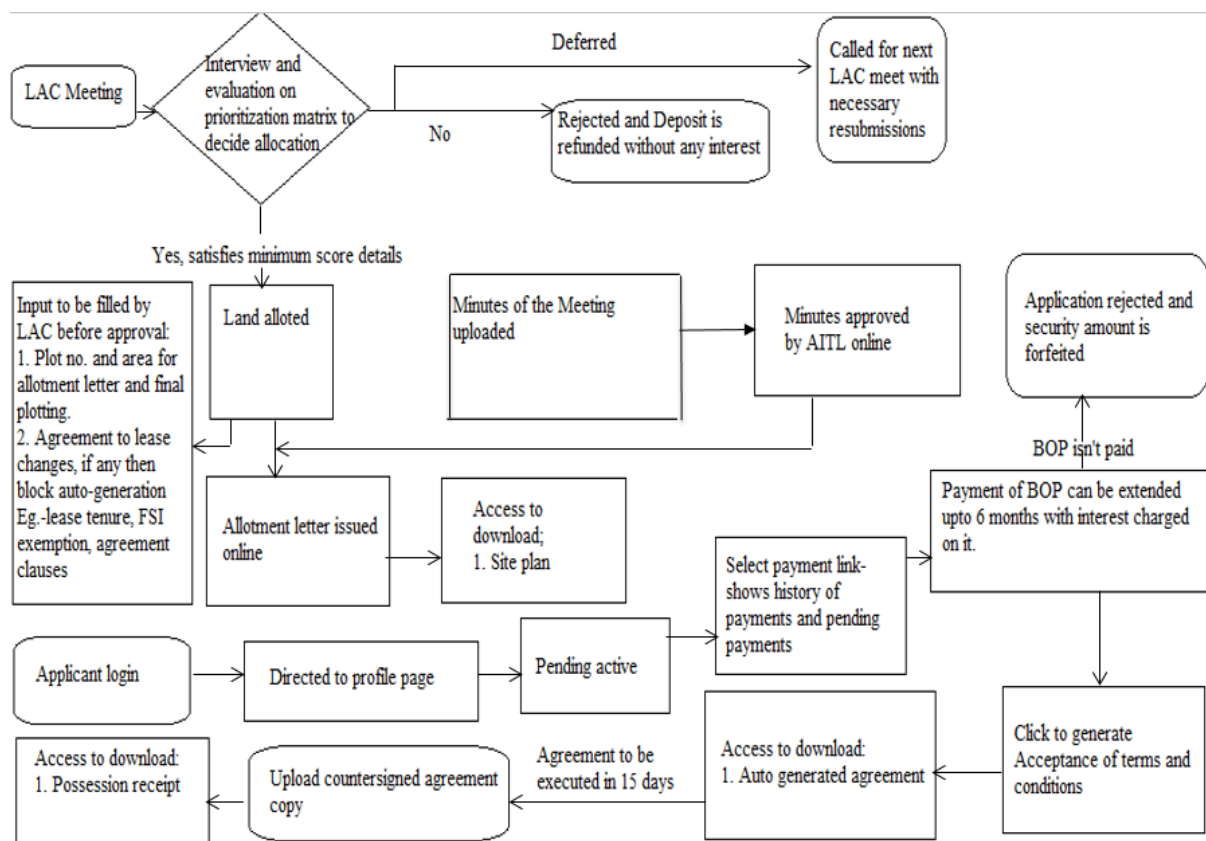 LAC Meeting
Interview and
evaluation on
prioritization matrix to
decide allocation
Deferred
Called for next
LAC meet with
necessary
resubmissions
No
Rejected and Deposit is
refunded without any interest
Yes, satisfies minimum score details
Input to be filled by
LAC before approval:
1. Plot no. and area for
allotment letter and final
plotting.
2. Agreement to lease
changes, if any then
block auto-generation
Eg.-lease tenure, FSI
exemption, agreement
clauses
Land alloted
Minutes of the Meeting
uploaded
Minutes approved
by AITL online
Application rejected and
security amount is
forfeited
BOP isn't paid
Allotment letter issued
online
Access to
download;
1. Site plan
Payment of BOP can be extended
upto 6 months with interest charged
on it.
Select payment link-
shows history of
payments and pending
payments
Applicant login
Directed to profile page
Pending active
Click to generate
Acceptance of terms and
conditions
Access to download:
1. Auto generated agreement
Agreement to be
executed in 15 days
Upload countersigned agreement
copy
Access to download:
1. Possession receipt